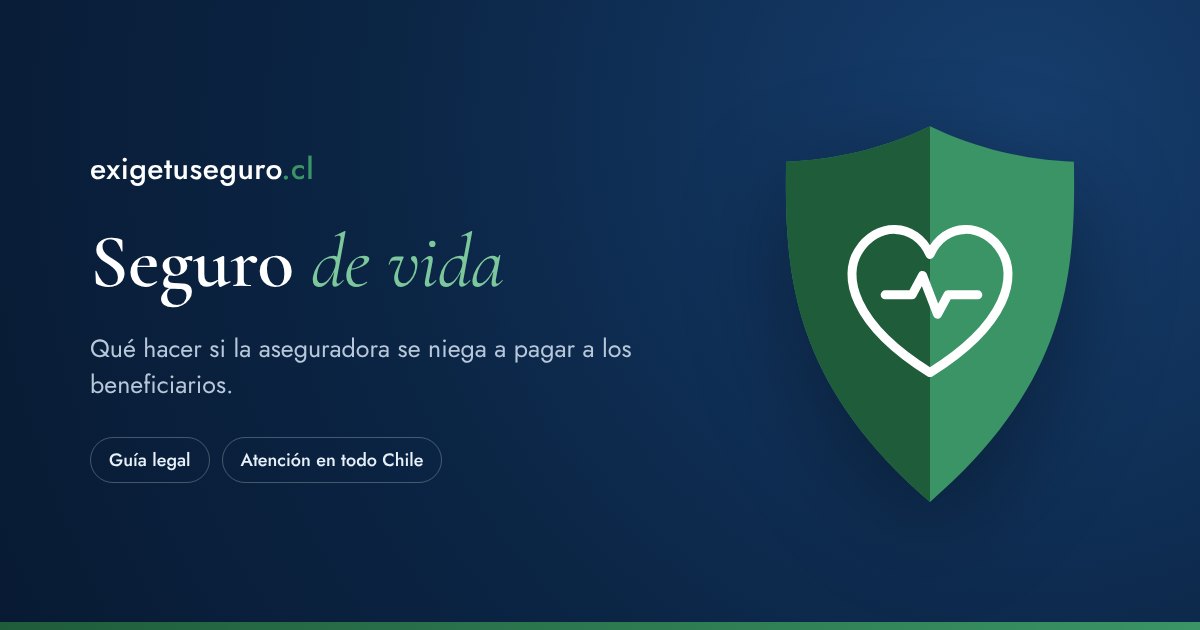 exigetuseguro.cl
Seguro de vida
Qué hacer si la aseguradora se niega a pagar a los
beneficiarios.
Guía legal
Atención en todo Chile